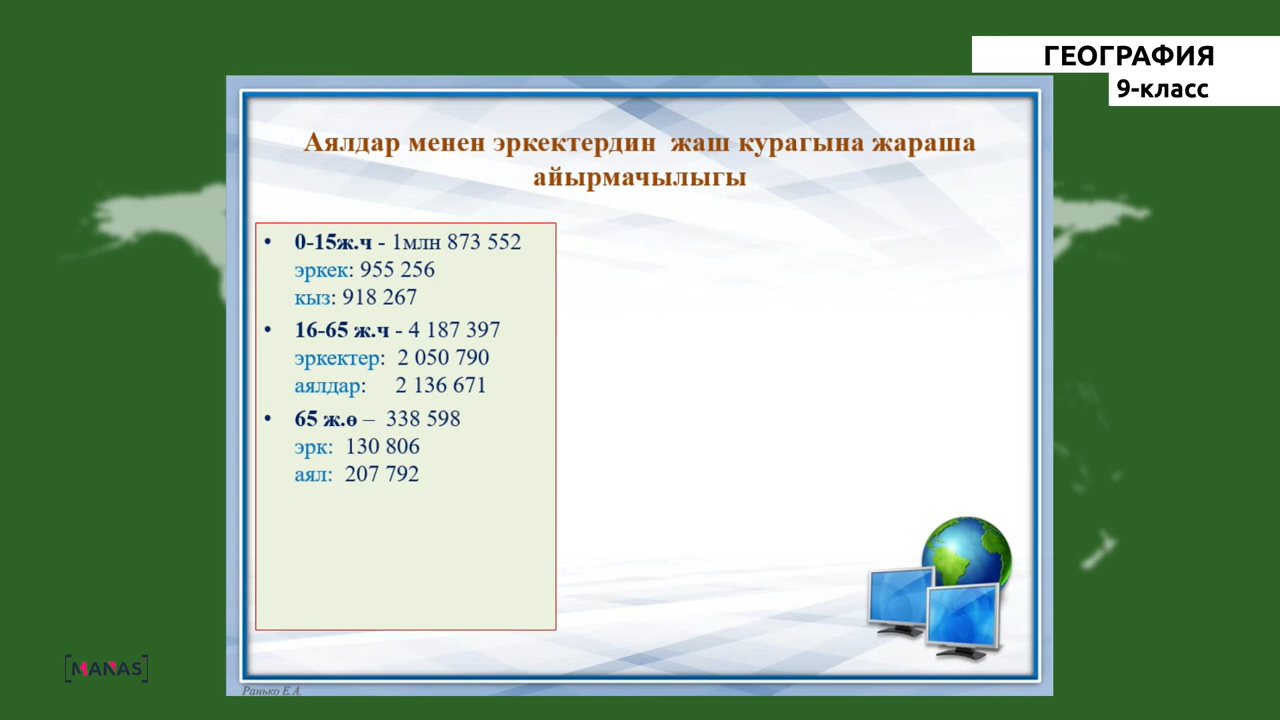 ГЕОГРАФИЯ
9-класс
Аялдар менен эркектердин жаш курагына жараша
айырмачылыгы
• 0-15ж.ч - 1млн 873 552
эркек: 955 256
кыз: 918 267
• 16-65 ж.ч - 4 187 397
эркектер: 2 050 790
аялдар: 2 136 671
• 65 ж.ө – 338 598
эрк: 130 806
аял: 207 792
[MANAS]
Ранько Е.А.